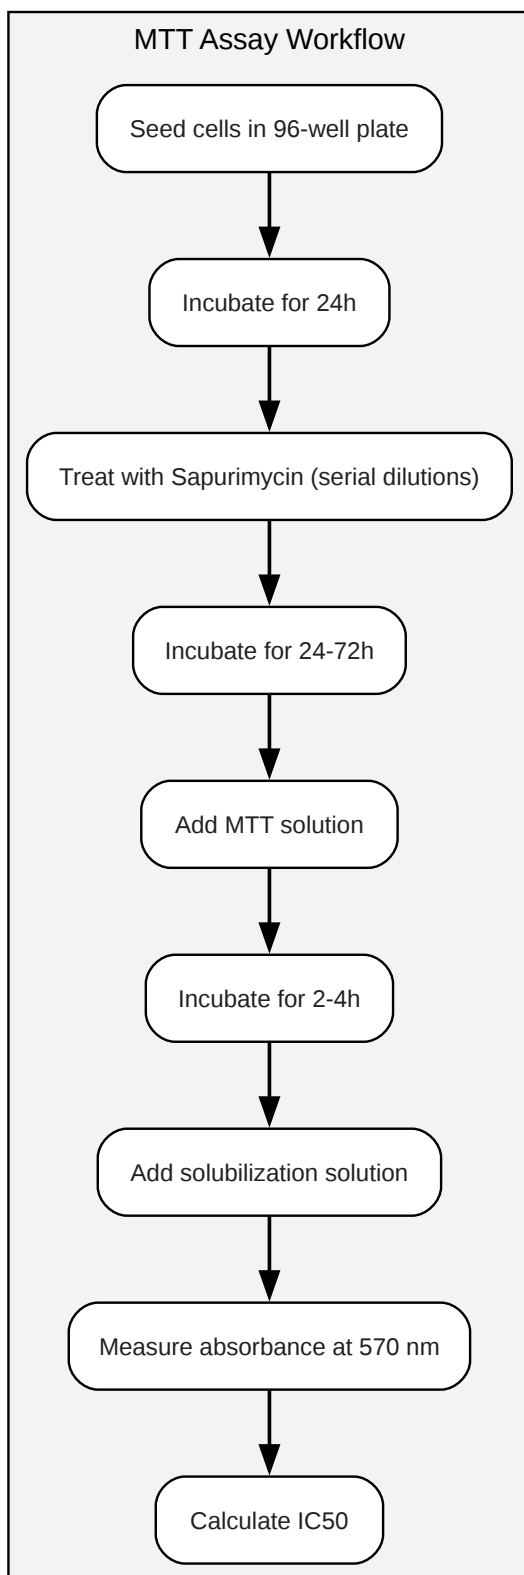 MTT Assay Workflow
Seed cells in 96-well plate
Incubate for 24h
Treat with Sapurimycin (serial dilutions)
Incubate for 24-72h
Add MTT solution
Incubate for 2-4h
Add solubilization solution
Measure absorbance at 570 nm
Calculate IC50